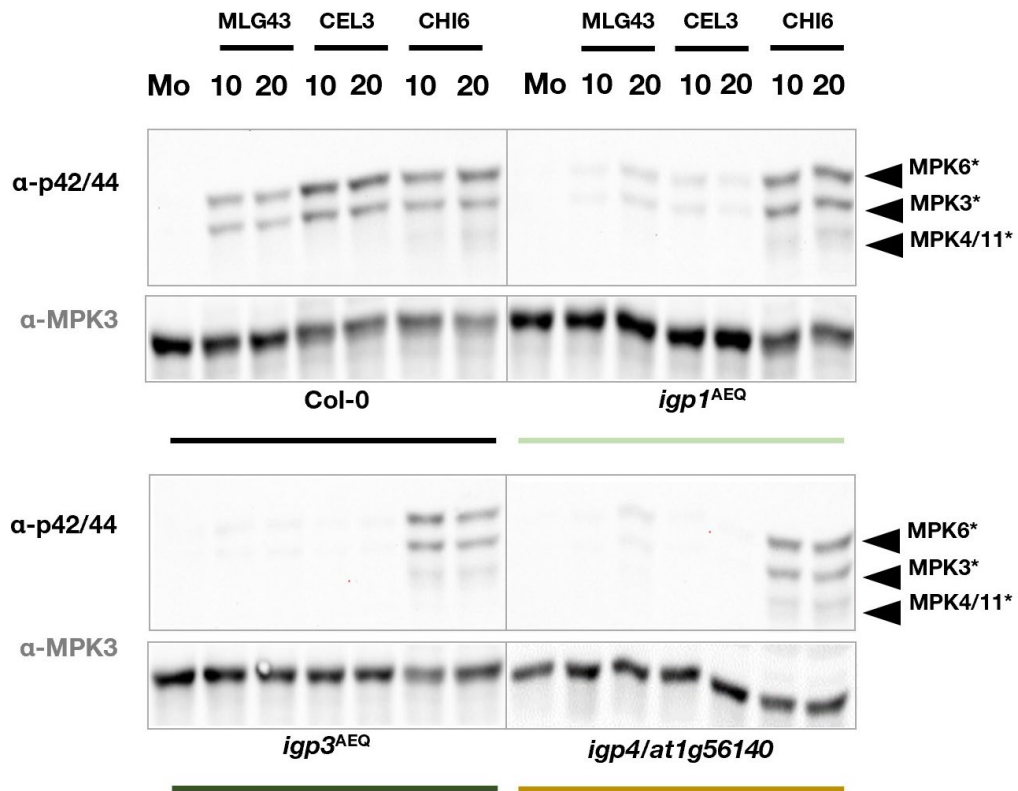 MLG43 CEL3 CHI6 MLG43 CEL3 CHI6
Mo 10 20 10 20 10 20 Mo 10 20 10 20 10 20
α-p42/44
MPK6*
MPK3*
MPK4/11*
α-MPK3
Col-0 igp1AEQ
α-p42/44
MPK6*
MPK3*
MPK4/11*
α-MPK3
igp3AEQ igp4/at1g56140